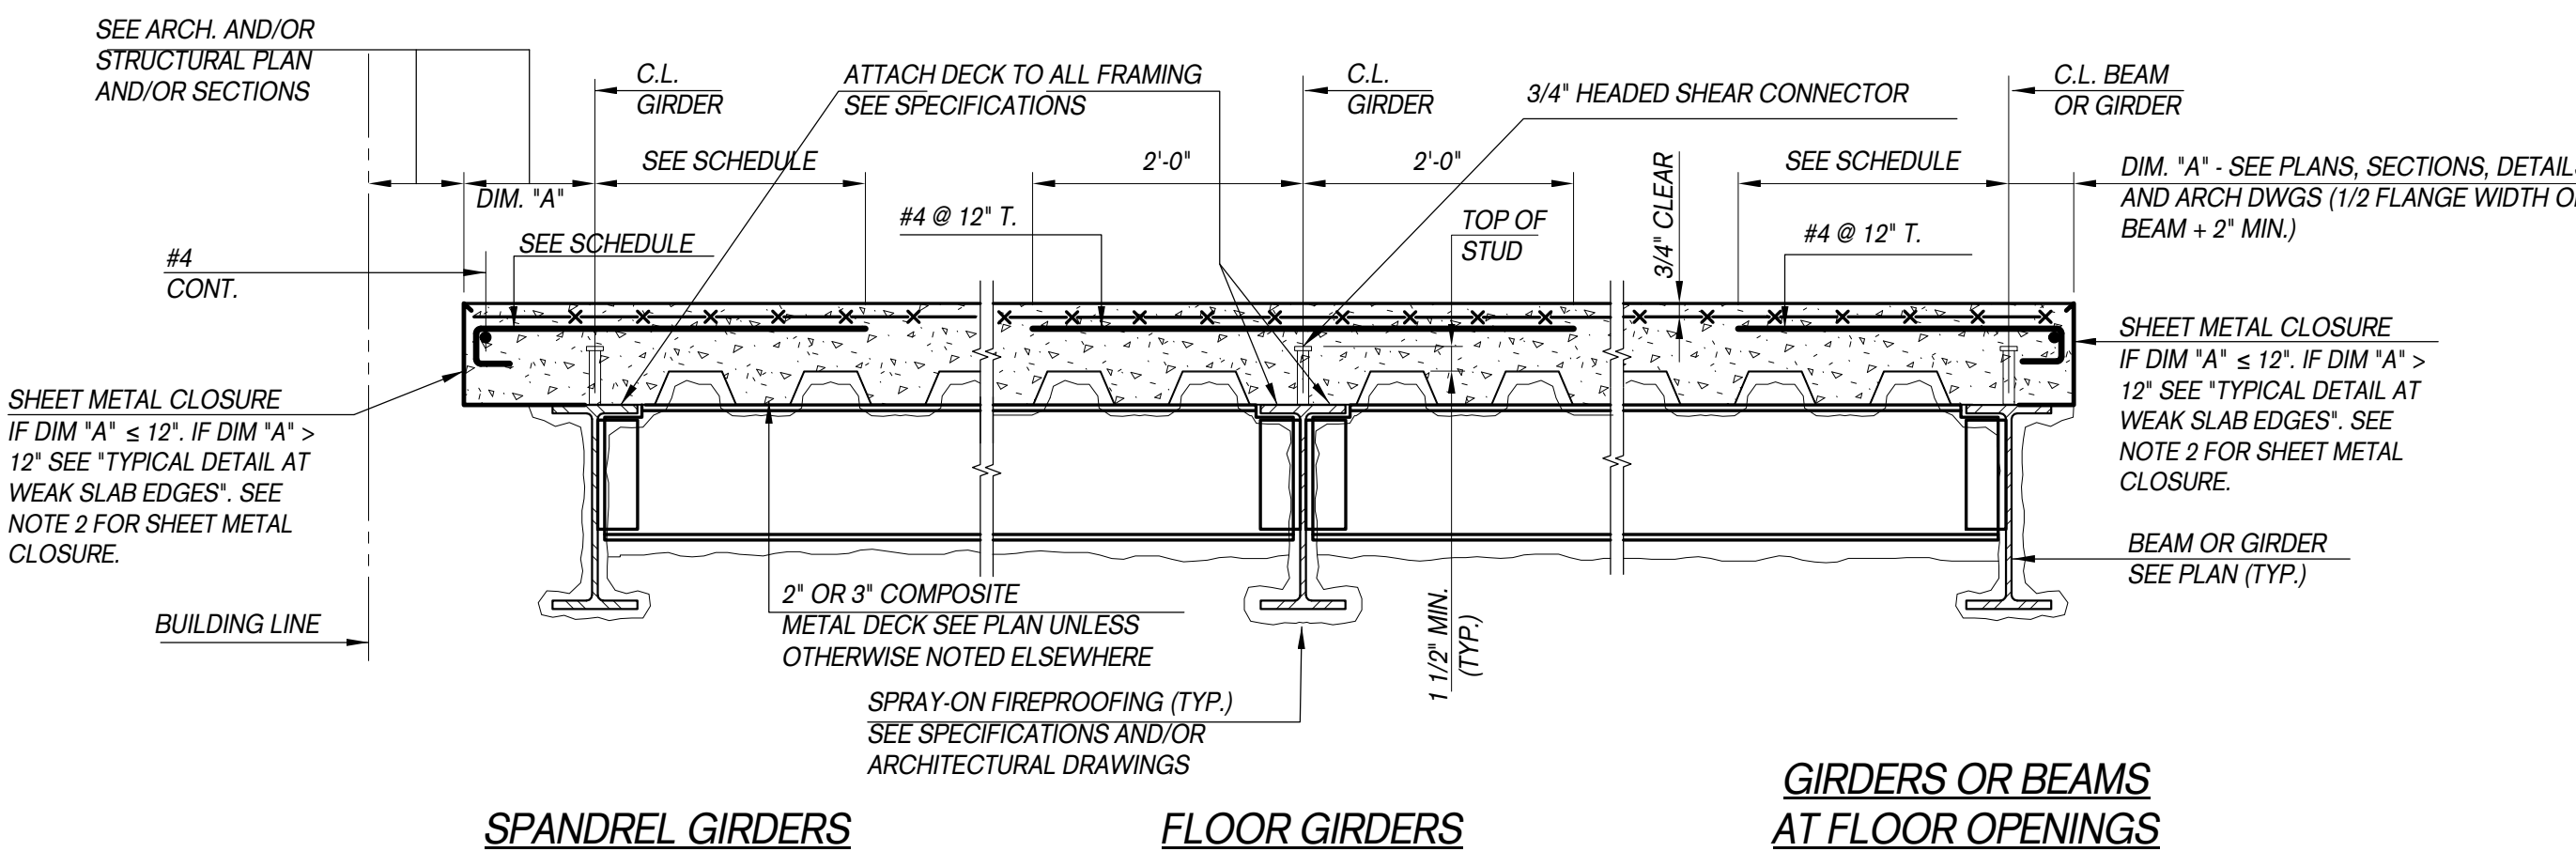 SEE ARCH. AND/OR
STRUCTURAL PLAN
AND/OR SECTIONS
C.L.
GIRDER
ATTACH DECK TO ALL FRAMING
SEE SPECIFICATIONS
C.L.
GIRDER
3/4" HEADED SHEAR CONNECTOR
C.L. BEAM
OR GIRDER
DIM. "A"
SEE SCHEDULE
2'-0"
2'-0"
3/4" CLEAR
SEE SCHEDULE
DIM. "A" - SEE PLANS, SECTIONS, DETAIL
AND ARCH DWGS (1/2 FLANGE WIDTH O
BEAM + 2" MIN.)
#4
CONT.
SEE SCHEDULE
#4 @ 12" T.
TOP OF
STUD
#4 @ 12" T.
SHEET METAL CLOSURE
IF DIM "A" ≤ 12". IF DIM "A" >
12" SEE "TYPICAL DETAIL AT
WEAK SLAB EDGES". SEE
NOTE 2 FOR SHEET METAL
CLOSURE.
SHEET METAL CLOSURE
IF DIM "A" ≤ 12". IF DIM "A" >
12" SEE "TYPICAL DETAIL AT
WEAK SLAB EDGES". SEE
NOTE 2 FOR SHEET METAL
CLOSURE.
BEAM OR GIRDER
SEE PLAN (TYP.)
BUILDING LINE
2" OR 3" COMPOSITE
METAL DECK SEE PLAN UNLESS
OTHERWISE NOTED ELSEWHERE
1 1/2" MIN.
(TYP.)
SPRAY-ON FIREPROOFING (TYP.)
SEE SPECIFICATIONS AND/OR
ARCHITECTURAL DRAWINGS
SPANDREL GIRDERS
FLOOR GIRDERS
GIRDERS OR BEAMS
AT FLOOR OPENINGS